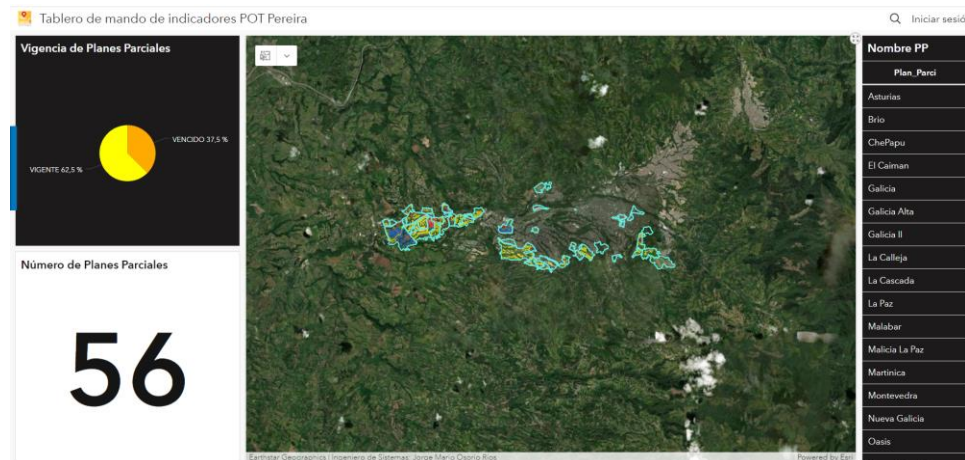 Tablero de mando de indicadores POT Pereira
Iniciar sesió
Vigencia de Planes Parciales
VENCIDO 37,5 %
VIGENTE 62,5 %
Número de Planes Parciales
56
Earthstar Geographics | Ingeniero de Sistemas: Jorge Mario Osorio Rios
Powered by Esri
Nombre PP
Plan_Parci
Asturias
Brio
ChePapu
El Caiman
Galicia
Galicia Alta
Galicia II
La Calleja
La Cascada
La Paz
Malabar
Malicia La Paz
Martinica
Montevedra
Nueva Galicia
Oasis